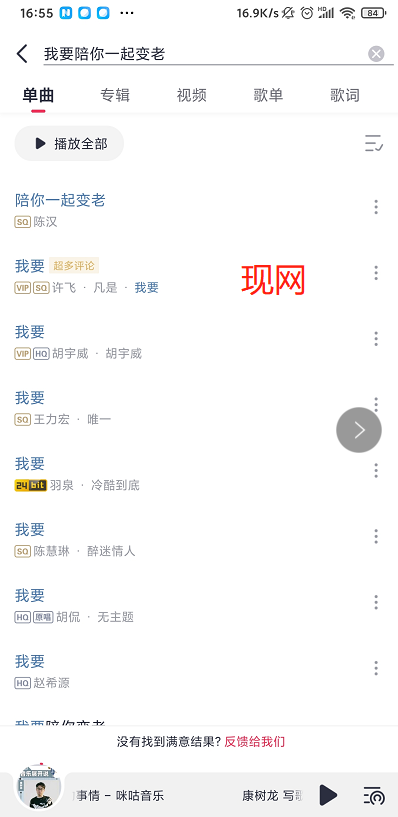 16:55 16.9K/s HD 84
我要陪你一起变老
单曲 专辑 视频 歌单 歌词
播放全部
陪你一起变老
SQ 陈汉
我要 超多评论
VIP SQ 许飞 · 凡是 · 我要
现网
我要
VIP HQ 胡宇威 · 胡宇威
我要
SQ 王力宏 · 唯一
我要
24bit 羽泉 · 冷酷到底
我要
SQ 陈慧琳 · 醉迷情人
我要
HQ 原唱 胡侃 · 无主题
我要
HQ 赵希源
我要陪你变老
没有找到满意结果? 反馈给我们
事情 - 咪咕音乐 康树龙 写